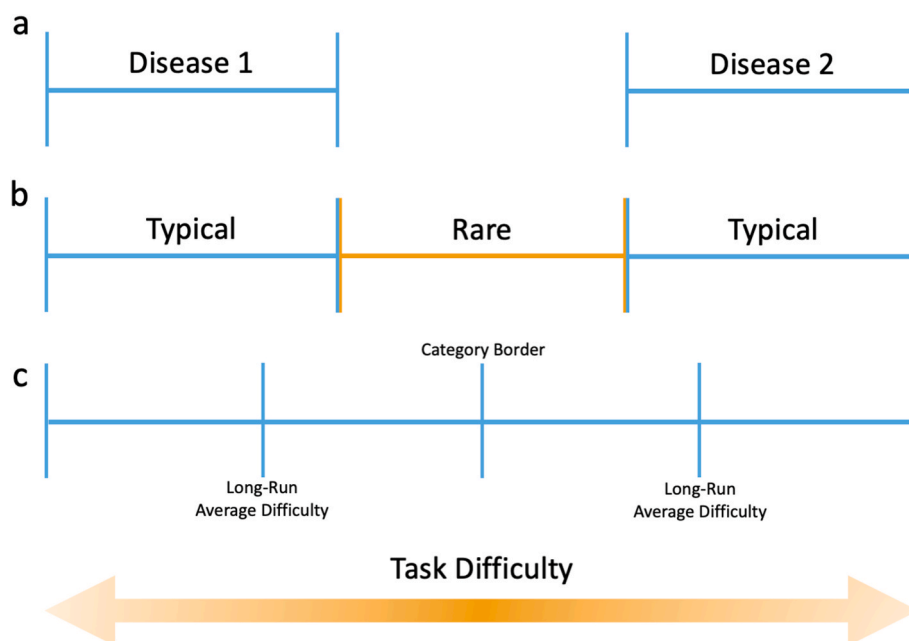 a
Disease 1
Disease 2
b
Typical
Rare
Typical
Category Border
c
Long-Run
Average Difficulty
Long-Run
Average Difficulty
Task Difficulty